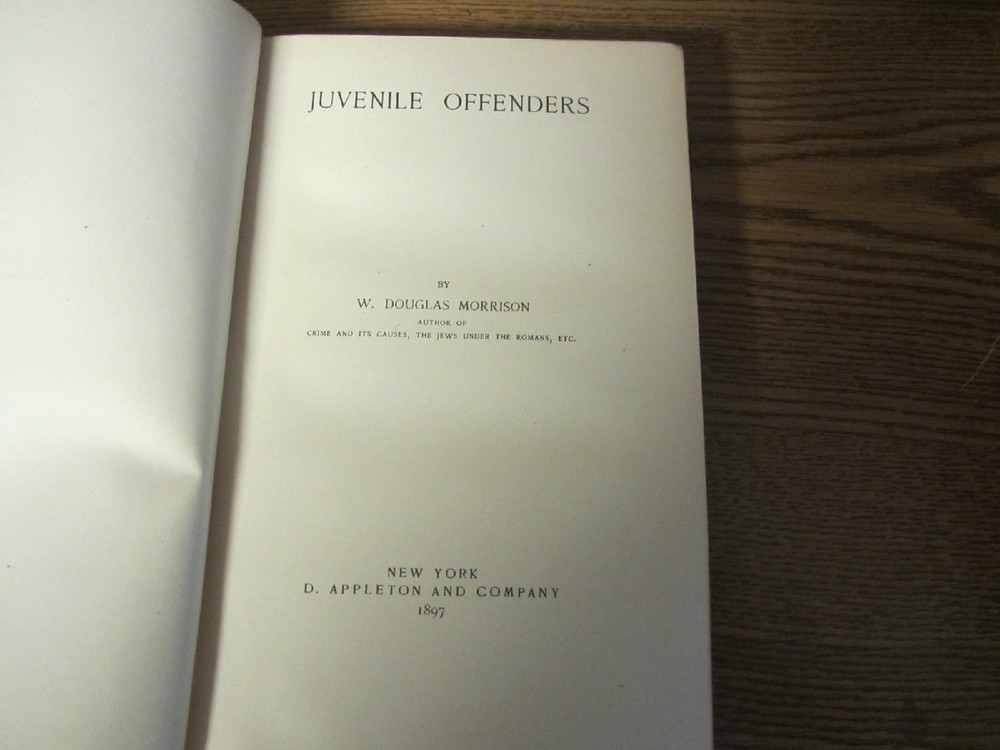 JUVENILE OFFENDERS
BY
W. DOUGLAS MORRISON
AUTHOR OF
CRIME AND ITS CAUSES, THE JEWS UNDER THE ROMANS, ETC.
NEW YORK
D. APPLETON AND COMPANY
1897